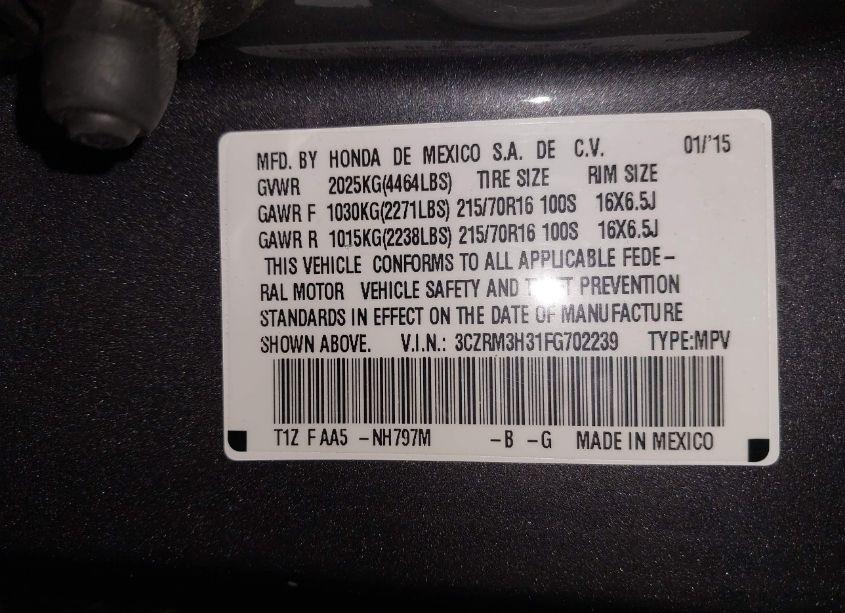 MFD. BY HONDA DE MEXICO S.A. DE C.V. 01/'15
GVWR 2025KG(4464LBS) TIRE SIZE RIM SIZE
GAWR F 1030KG(2271LBS) 215/70R16 100S 16X6.5J
GAWR R 1015KG(2238LBS) 215/70R16 100S 16X6.5J
THIS VEHICLE CONFORMS TO ALL APPLICABLE FEDE-
RAL MOTOR VEHICLE SAFETY AND THEFT PREVENTION
STANDARDS IN EFFECT ON THE DATE OF MANUFACTURE
SHOWN ABOVE. V.I.N.: 3CZRM3H31FG702239 TYPE:MPV
T1Z F AA5 -NH797M -B -G MADE IN MEXICO